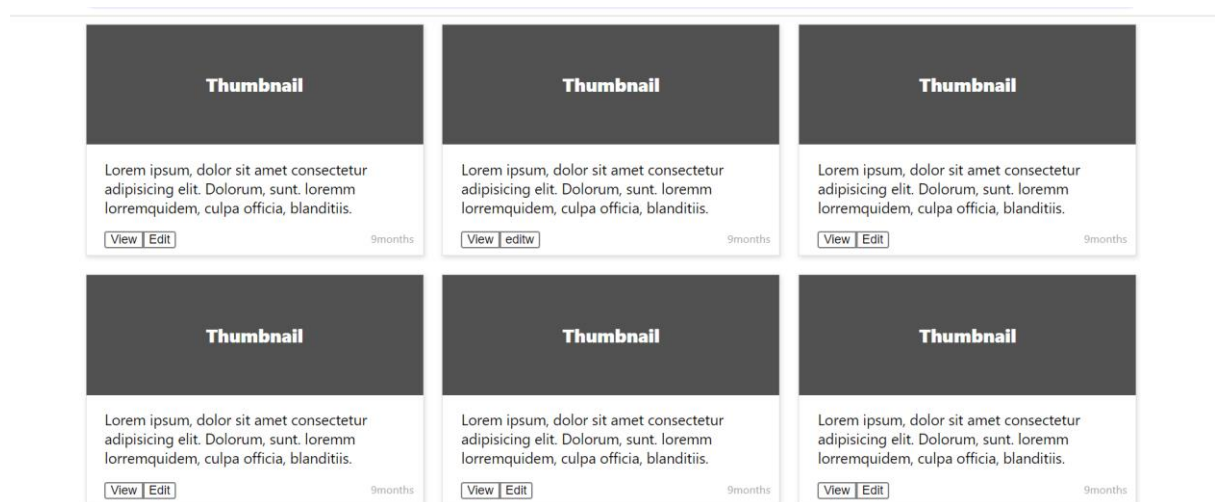 Thumbnail Thumbnail Thumbnail
Lorem ipsum, dolor sit amet consectetur
adipisicing elit. Dolorum, sunt. loremm
lorremquidem, culpa officia, blanditiis.
View Edit 9months
Lorem ipsum, dolor sit amet consectetur
adipisicing elit. Dolorum, sunt. loremm
lorremquidem, culpa officia, blanditiis.
View editw 9months
Lorem ipsum, dolor sit amet consectetur
adipisicing elit. Dolorum, sunt. loremm
lorremquidem, culpa officia, blanditiis.
View Edit 9months
Thumbnail Thumbnail Thumbnail
Lorem ipsum, dolor sit amet consectetur
adipisicing elit. Dolorum, sunt. loremm
lorremquidem, culpa officia, blanditiis.
View Edit 9months
Lorem ipsum, dolor sit amet consectetur
adipisicing elit. Dolorum, sunt. loremm
lorremquidem, culpa officia, blanditiis.
View Edit 9months
Lorem ipsum, dolor sit amet consectetur
adipisicing elit. Dolorum, sunt. loremm
lorremquidem, culpa officia, blanditiis.
View Edit 9months